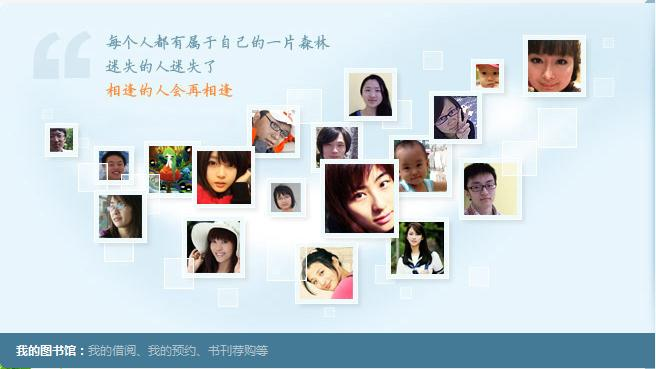 每个人都有属于自己的一片森林
迷失的人迷失了
相逢的人会再相逢
我的图书馆：我的借阅、我的预约、书刊荐购等